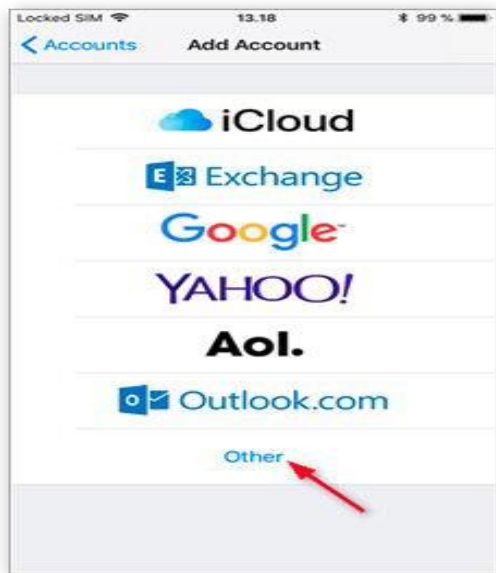 Locked SIM 13.18 99 %
Accounts Add Account
iCloud
E Exchange
Google
YAHOO!
Aol.
o Outlook.com
Other